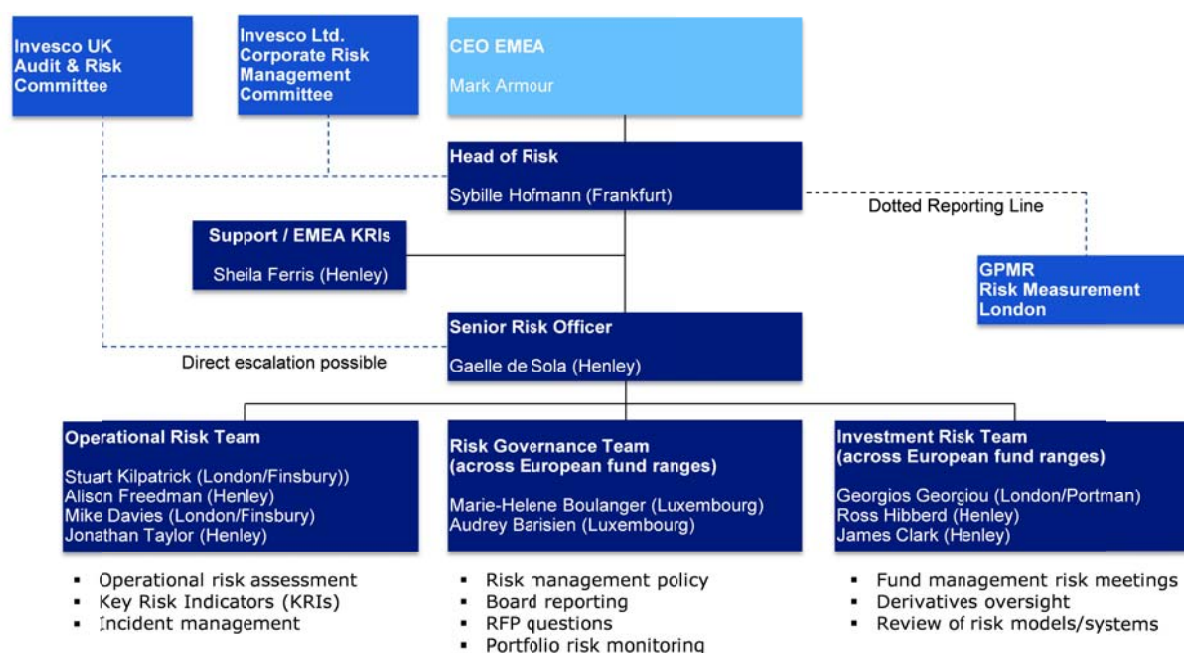 Invesco UK
Audit & Risk
Committee
Invesco Ltd.
Corporate Risk
Management
Committee
CEO EMEA
Mark Armour
Head of Risk
Sybille Hofmann (Frankfurt)
Dotted Reporting Line
Support / EMEA KRIs
Sheila Ferris (Henley)
GPMR
Risk Measurement
London
Senior Risk Officer
Gaelle de Sola (Henley)
Direct escalation possible
Operational Risk Team
Stuart Kilpatrick (London/Finsbury))
Alison Freedman (Henley)
Mike Davies (London/Finsbury)
Jonathan Taylor (Henley)
▪ Operational risk assessment
▪ Key Risk Indicators (KRIs)
▪ Incident management
Risk Governance Team
(across European fund ranges)
Marie-Helene Boulanger (Luxembourg)
Audrey Barisien (Luxembourg)
▪ Risk management policy
▪ Board reporting
▪ RFP questions
▪ Portfolio risk monitoring
Investment Risk Team
(across European fund ranges)
Georgios Georgiou (London/Portman)
Ross Hibberd (Henley)
James Clark (Henley)
▪ Fund management risk meetings
▪ Derivatives oversight
▪ Review of risk models/systems